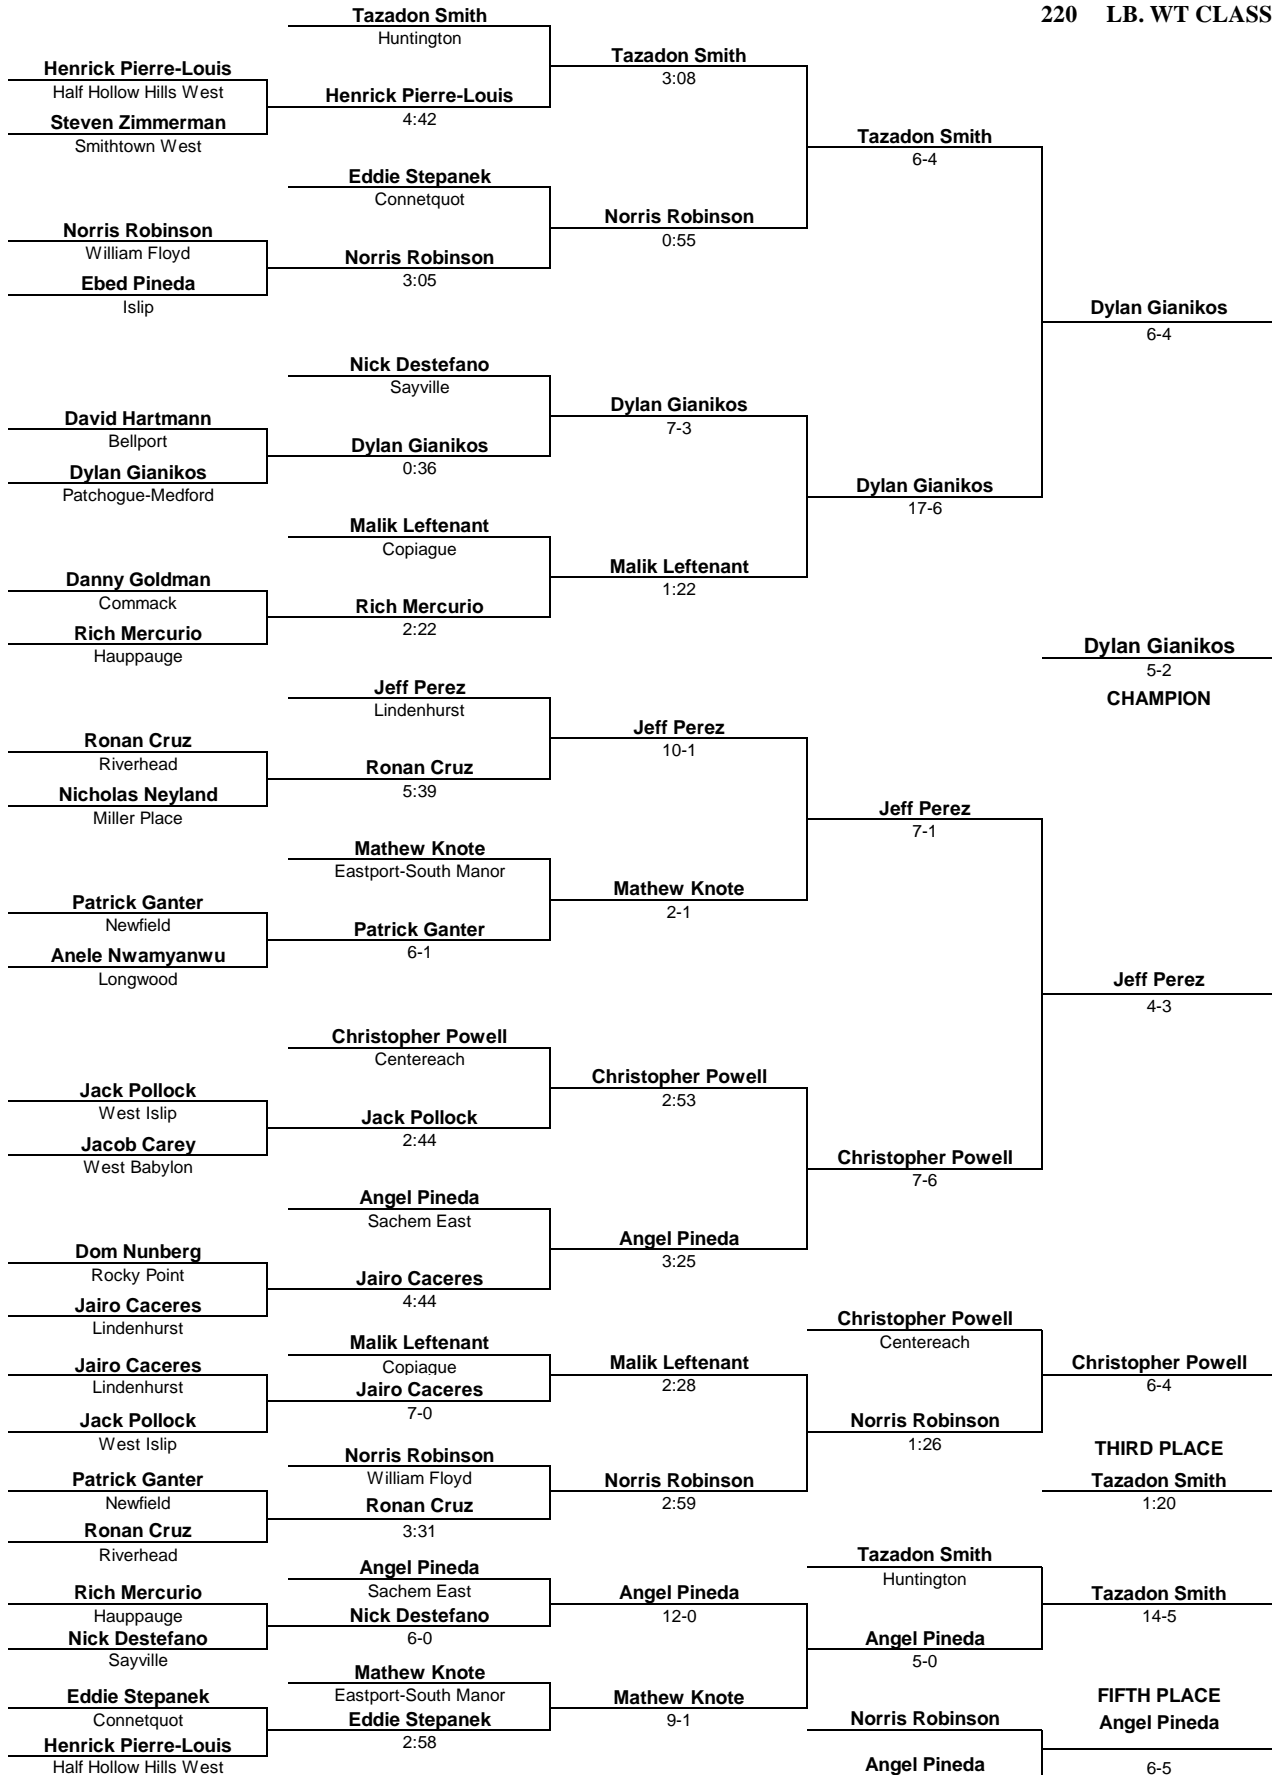 220 LB. WT CLASS
Tazadon Smith
Huntington
Tazadon Smith
3:08
Henrick Pierre-Louis
Half Hollow Hills West
Henrick Pierre-Louis
4:42
Steven Zimmerman
Smithtown West
Tazadon Smith
6-4
Eddie Stepanek
Connetquot
Norris Robinson
0:55
Norris Robinson
William Floyd
Norris Robinson
3:05
Ebed Pineda
Islip
Dylan Gianikos
6-4
Nick Destefano
Sayville
Dylan Gianikos
7-3
David Hartmann
Bellport
Dylan Gianikos
0:36
Dylan Gianikos
Patchogue-Medford
Dylan Gianikos
17-6
Malik Leftenant
Copiague
Malik Leftenant
1:22
Danny Goldman
Commack
Rich Mercurio
2:22
Rich Mercurio
Hauppauge
Dylan Gianikos
5-2
CHAMPION
Jeff Perez
Lindenhurst
Jeff Perez
10-1
Ronan Cruz
Riverhead
Ronan Cruz
5:39
Nicholas Neyland
Miller Place
Jeff Perez
7-1
Mathew Knote
Eastport-South Manor
Mathew Knote
2-1
Patrick Ganter
Newfield
Patrick Ganter
6-1
Anele Nwamyanwu
Longwood
Jeff Perez
4-3
Christopher Powell
Centereach
Christopher Powell
2:53
Jack Pollock
West Islip
Jack Pollock
2:44
Jacob Carey
West Babylon
Christopher Powell
7-6
Angel Pineda
Sachem East
Angel Pineda
3:25
Dom Nunberg
Rocky Point
Jairo Caceres
4:44
Jairo Caceres
Lindenhurst
Christopher Powell
Centereach
Malik Leftenant
Copiague
Malik Leftenant
2:28
Christopher Powell
6-4
Jairo Caceres
Lindenhurst
Jairo Caceres
7-0
Jack Pollock
West Islip
Norris Robinson
1:26
THIRD PLACE
Norris Robinson
William Floyd
Norris Robinson
2:59
Tazadon Smith
1:20
Patrick Ganter
Newfield
Ronan Cruz
3:31
Ronan Cruz
Riverhead
Tazadon Smith
Huntington
Angel Pineda
Sachem East
Angel Pineda
12-0
Tazadon Smith
14-5
Rich Mercurio
Hauppauge
Nick Destefano
6-0
Nick Destefano
Sayville
Angel Pineda
5-0
Mathew Knote
Eastport-South Manor
Mathew Knote
9-1
FIFTH PLACE
Eddie Stepanek
Connetquot
Eddie Stepanek
2:58
Norris Robinson
Angel Pineda
Henrick Pierre-Louis
Half Hollow Hills West
Angel Pineda
6-5